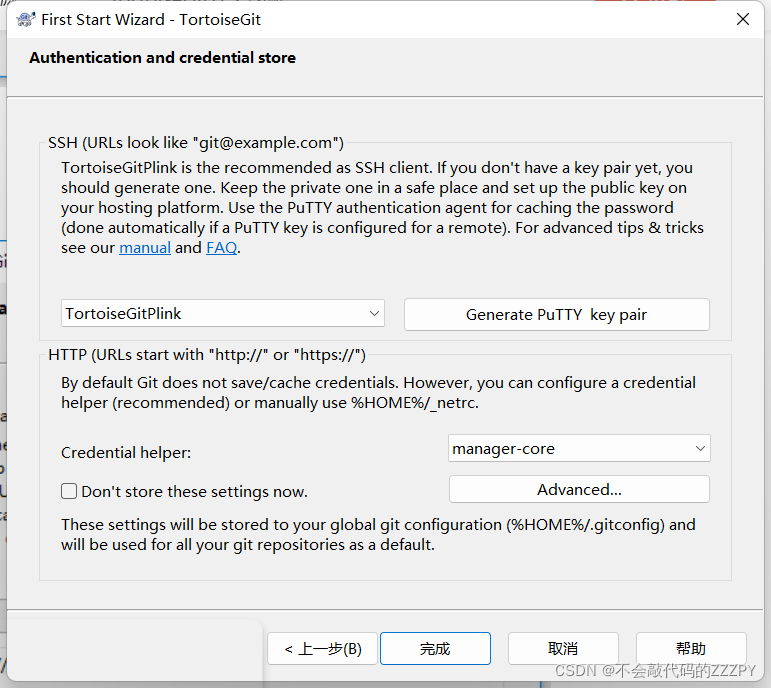 First Start Wizard - TortoiseGit
Authentication and credential store
SSH (URLs look like "git@example.com")
TortoiseGitPlink is the recommended as SSH client. If you don't have a key pair yet, you
should generate one. Keep the private one in a safe place and set up the public key on
your hosting platform. Use the PuTTY authentication agent for caching the password
(done automatically if a PuTTY key is configured for a remote). For advanced tips & tricks
see our manual and FAQ.
TortoiseGitPlink
Generate PuTTY key pair
HTTP (URLs start with "http://" or "https://")
By default Git does not save/cache credentials. However, you can configure a credential
helper (recommended) or manually use %HOME%/_netrc.
Credential helper:
manager-core
Don't store these settings now.
Advanced...
These settings will be stored to your global git configuration (%HOME%/.gitconfig) and
will be used for all your git repositories as a default.
< 上一步(B)
完成
取消
帮助
CSDN @不会敲代码的ZZZPY